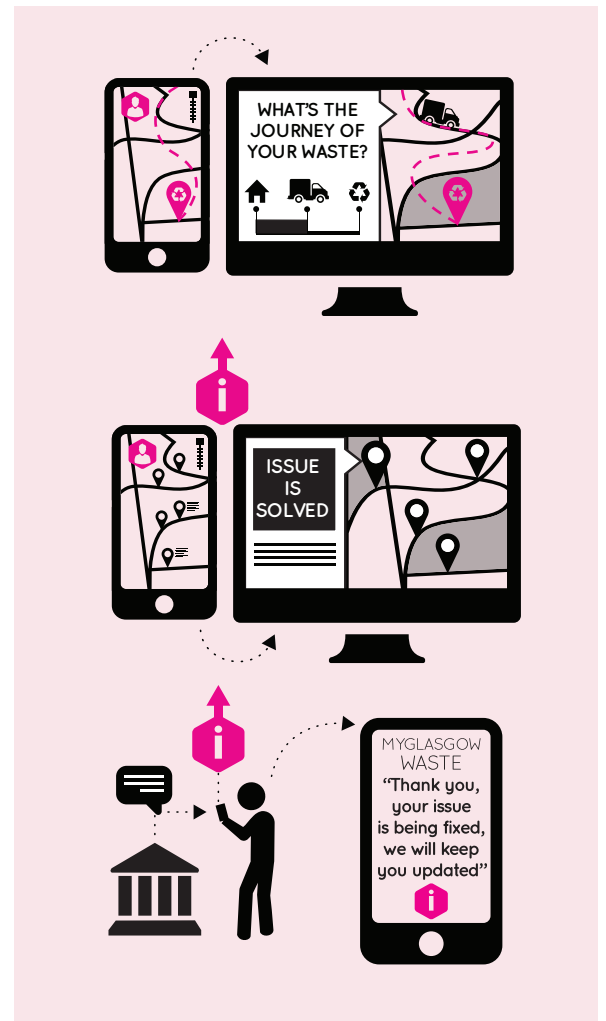 WHAT'S THE
JOURNEY OF
YOUR WASTE?
i
ISSUE
IS
SOLVED
i
MYGLASGOW
WASTE
“Thank you,
your issue
is being fixed,
we will keep
you updated”
i